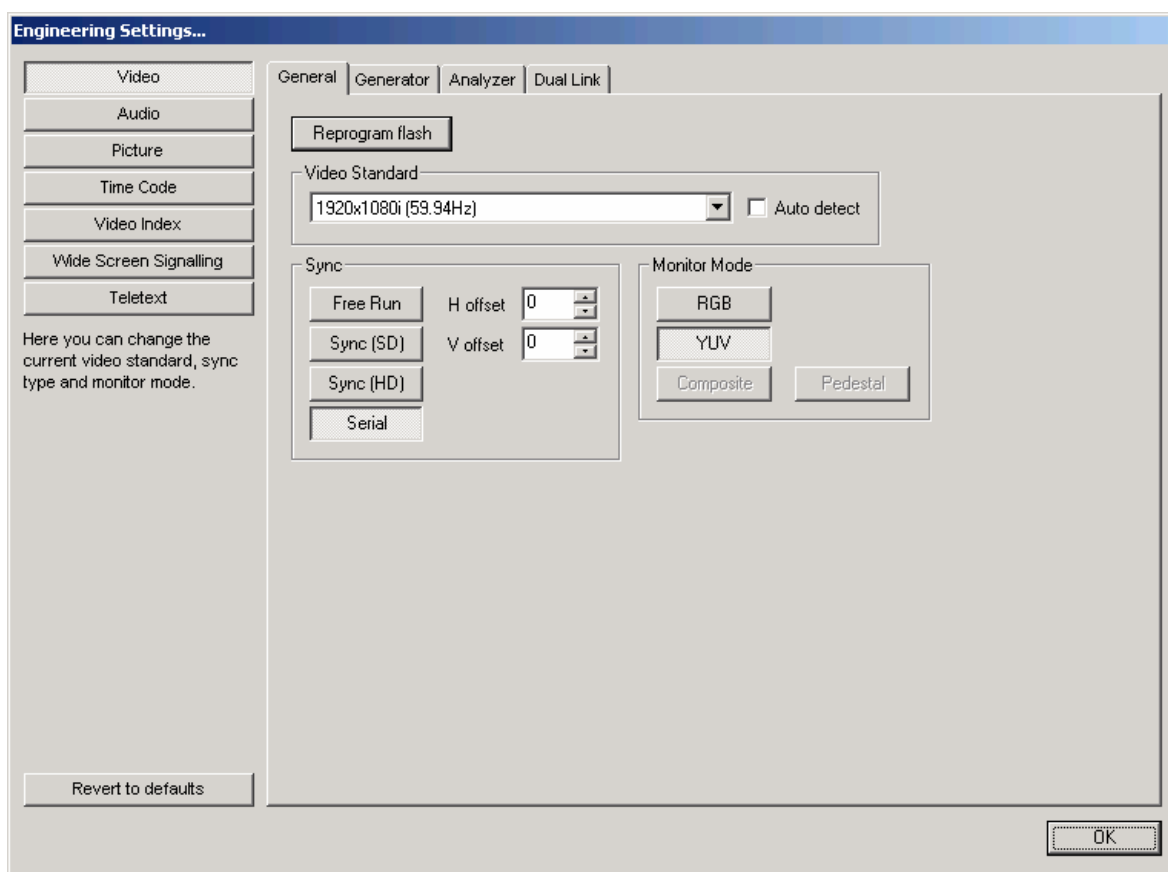 Engineering Settings...
Video
Audio
Picture
Time Code
Video Index
Wide Screen Signalling
Teletext
Here you can change the
current video standard, sync
type and monitor mode.
Revert to defaults
General Generator Analyzer Dual Link
Reprogram flash
Video Standard
1920x1080i (59.94Hz) Auto detect
Sync
Free Run H offset 0
Sync (SD) V offset 0
Sync (HD)
Serial
Monitor Mode
RGB
YUV
Composite Pedestal
OK